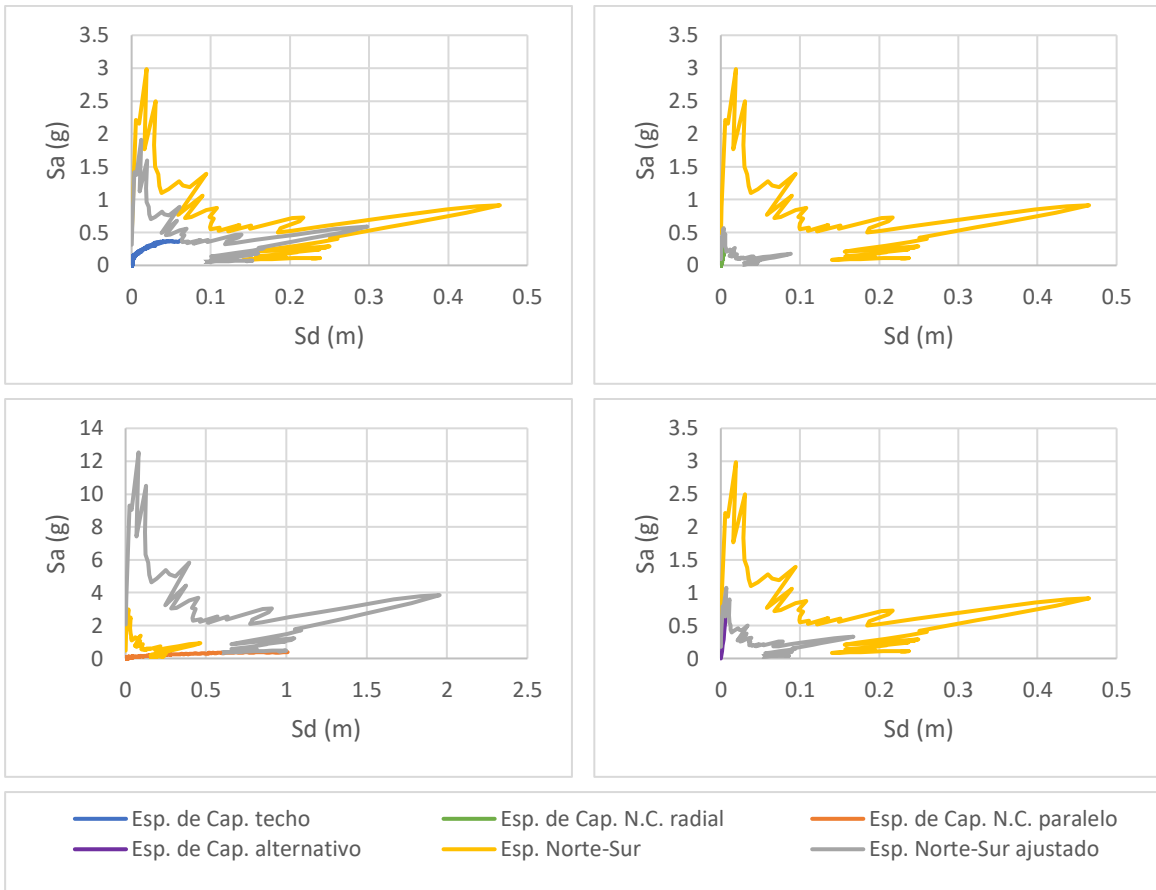 3.5
3
2.5
2
1.5
1
0.5
0
Sa (g)
0 0.1 0.2 0.3 0.4 0.5
Sd (m)
3.5
3
2.5
2
1.5
1
0.5
0
Sa (g)
0 0.1 0.2 0.3 0.4 0.5
Sd (m)
14
12
10
8
6
4
2
0
Sa (g)
0 0.5 1 1.5 2 2.5
Sd (m)
3.5
3
2.5
2
1.5
1
0.5
0
Sa (g)
0 0.1 0.2 0.3 0.4 0.5
Sd (m)
Esp. de Cap. techo Esp. de Cap. N.C. radial Esp. de Cap. N.C. paralelo
Esp. de Cap. alternativo Esp. Norte-Sur Esp. Norte-Sur ajustado